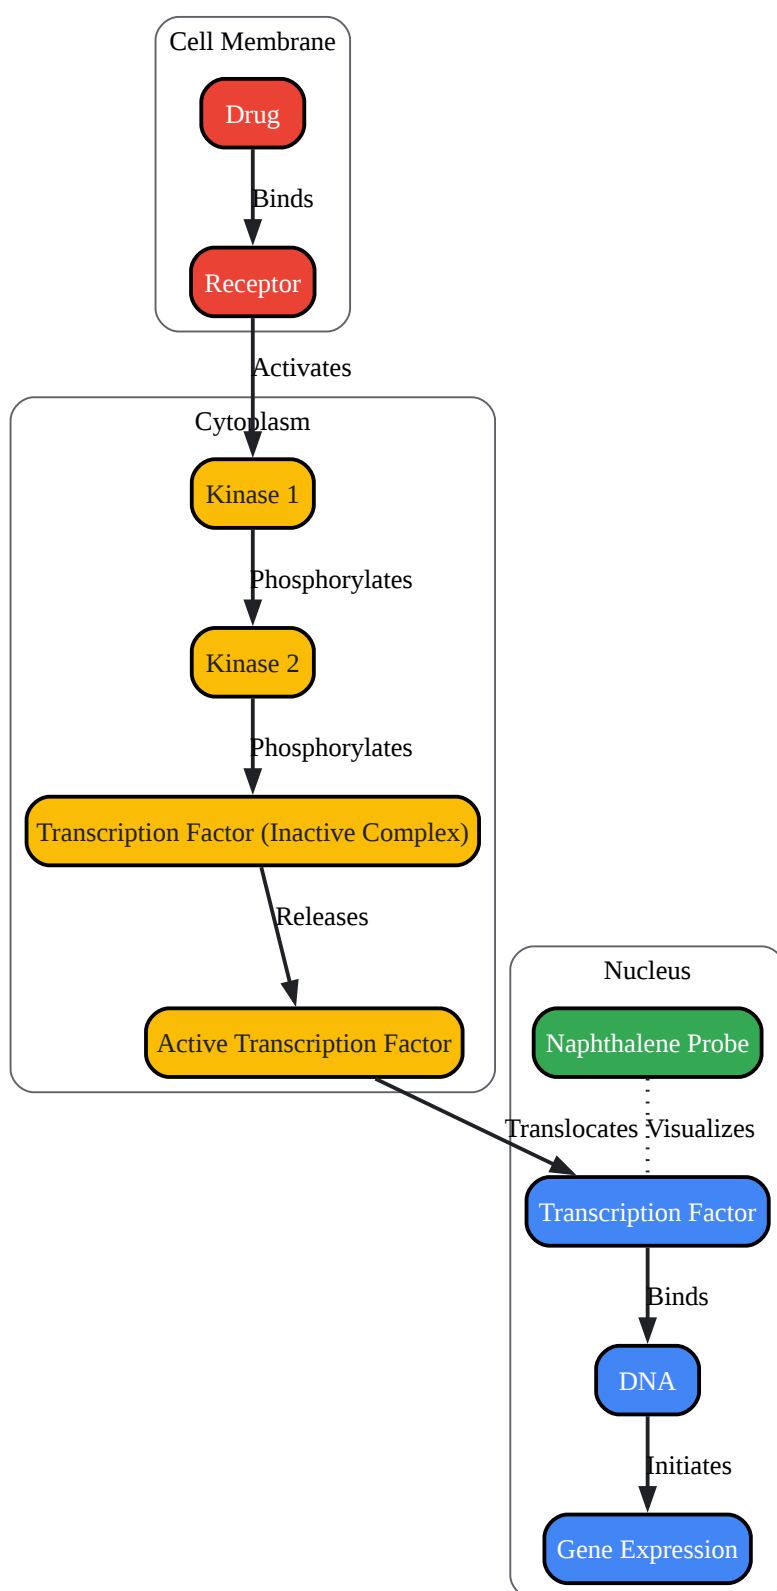 Cell Membrane
Drug
Binds
Receptor
Activates
Cytoplasm
Kinase 1
Phosphorylates
Kinase 2
Phosphorylates
Transcription Factor (Inactive Complex)
Releases
Active Transcription Factor
Nucleus
Naphthalene Probe
Translocates
Visualizes
Transcription Factor
Binds
DNA
Initiates
Gene Expression